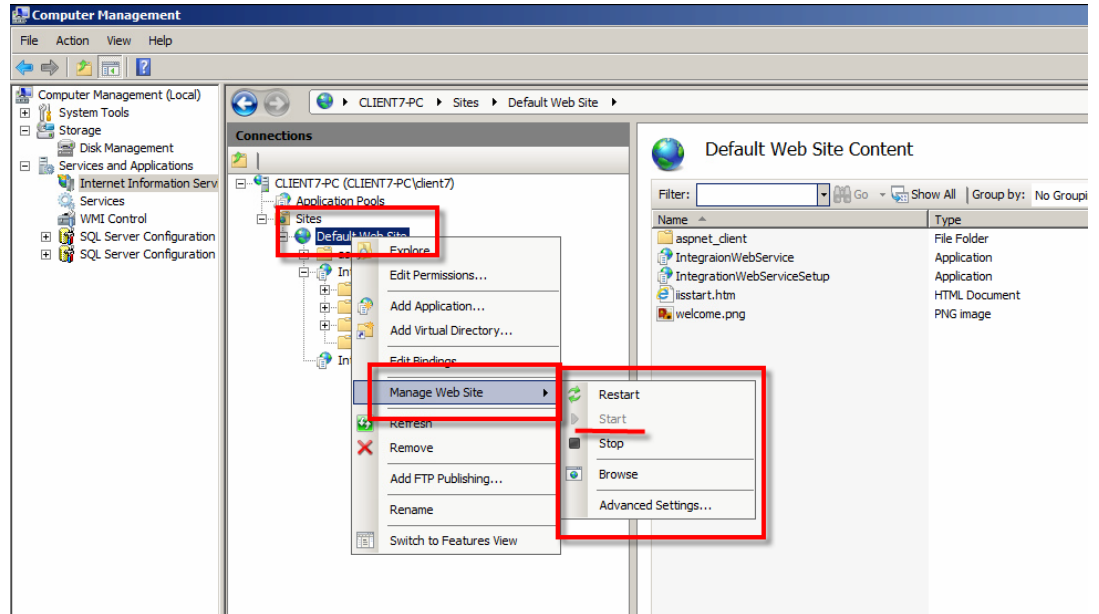 Computer Management
File Action View Help
Computer Management (Local)
System Tools
Storage
Disk Management
Services and Applications
Internet Information Serv
Services
WMI Control
SQL Server Configuration
SQL Server Configuration
CLIENT7-PC Sites Default Web Site
Connections
CLIENT7-PC (CLIENT7-PC\client7)
Application Pools
Sites
Default Web Site
Explore
Edit Permissions...
Add Application...
Add Virtual Directory...
Edit Bindings
Manage Web Site
Refresh
Remove
Add FTP Publishing...
Rename
Switch to Features View
Restart
Start
Stop
Browse
Advanced Settings...
Default Web Site Content
Filter: Go Show All Group by: No Groupi
Name Type
aspnet_client File Folder
IntegraionWebService Application
IntegrationWebServiceSetup Application
iisstart.htm HTML Document
welcome.png PNG image